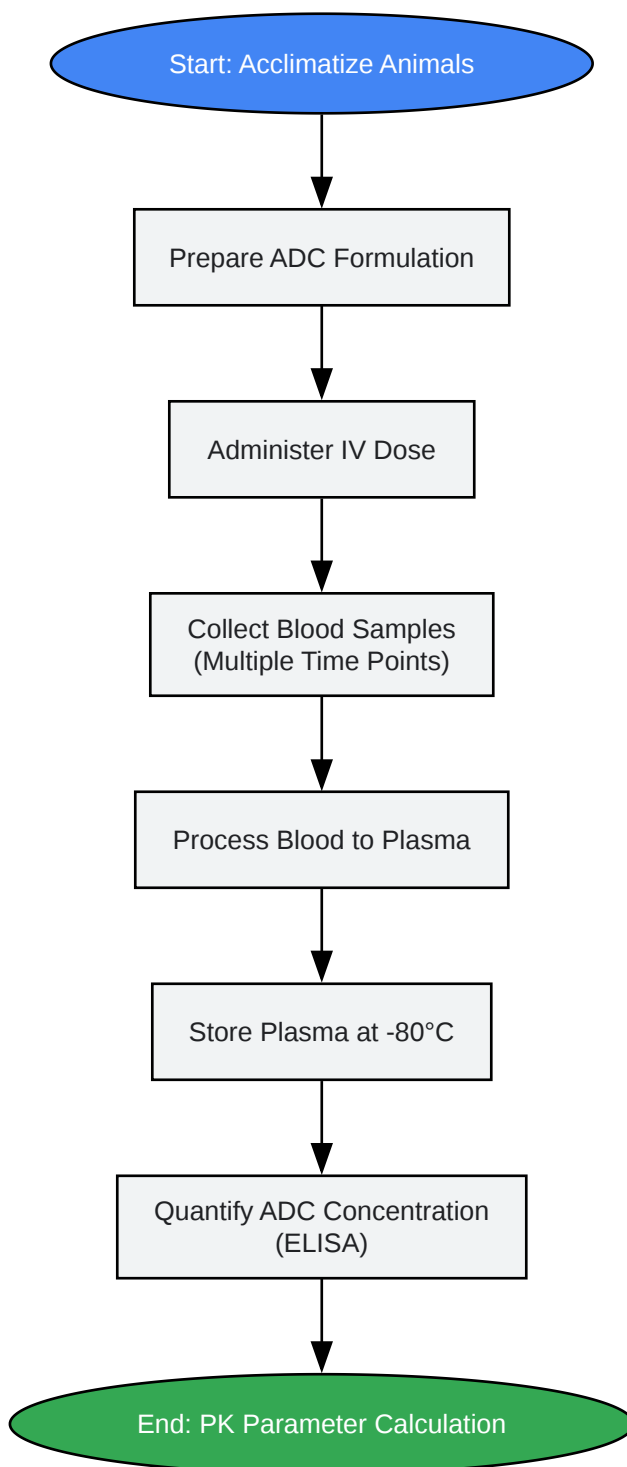 Start: Acclimatize Animals
Prepare ADC Formulation
Administer IV Dose
Collect Blood Samples
(Multiple Time Points)
Process Blood to Plasma
Store Plasma at -80°C
Quantify ADC Concentration
(ELISA)
End: PK Parameter Calculation